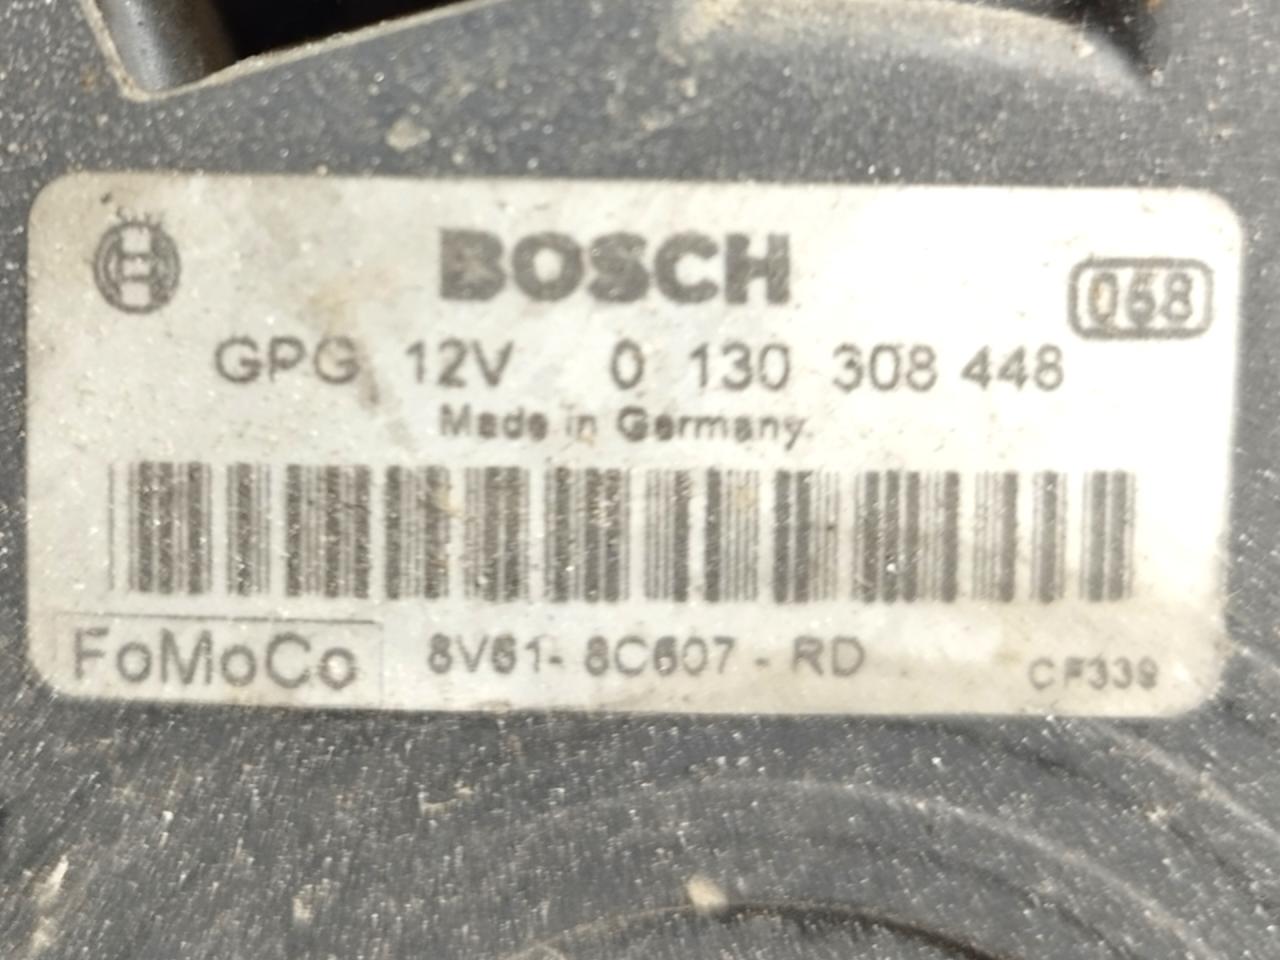 BOSCH
068
GPG 12V 0 130 308 448
Made in Germany.
FoMoCo 8V61-8C607-RD CF339